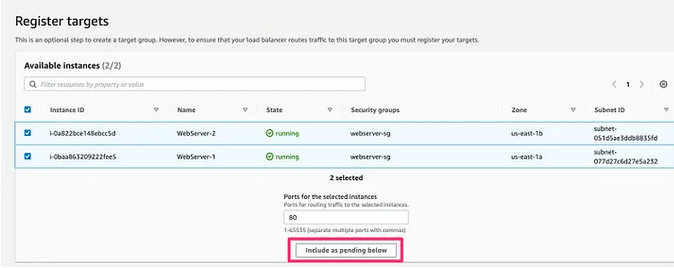 Register targets
This is an optional step to create a target group. However, to ensure that your load balancer routes traffic to this target group you must register your targets.
Available instances (2/2)
Filter resources by property or value
1
Instance ID Name State Security groups Zone Subnet ID
i-0a822bce148ebcc5d WebServer-2 running webserver-sg us-east-1b subnet-051d5ae3ddb8835fd
i-0baa863209222fee5 WebServer-1 running webserver-sg us-east-1a subnet-077d27c6d27e5a232
2 selected
Ports for the selected instances
Ports for routing traffic to the selected instances.
80
1-65535 (separate multiple ports with commas)
Include as pending below